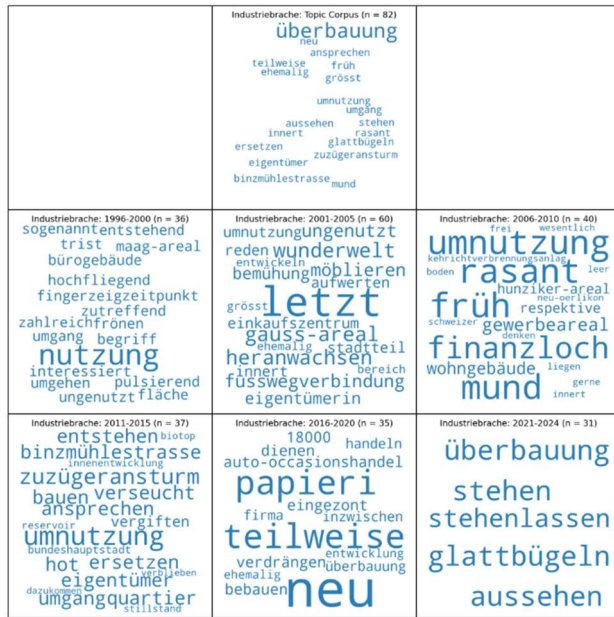 Industriebrache: Topic Corpus (n = 82)
überbauung
neu
ansprechen
teilweise früh
ehemalig
grösst
umnutzung
umgang
aussehen stehen
innert rasant
ersetzen glattbügeln
zuzügeransturm
eigentümer
binzmühlestrasse mund
Industriebrache: 1996-2000 (n = 36)
sogenannt entstehend
trist maag-areal
bürogebäude
hochfliegend
fingerzeigzeitpunkt
zutreffend
zahlreich frönen
umgang begriff
nutzung
interessiert
umgehen pulsierend
ungenutzt fläche
Industriebrache: 2001-2005 (n = 60)
umnutzung ungenutzt
reden wunderwelt
entwickeln
bemühung möblieren
aufwerten
letzt
grösst
einkaufszentrum
gauss-areal
ehemalig stadtteil
heranwachsen
innert bereich
fusswegverbindung
eigentümerin
Industriebrache: 2006-2010 (n = 40)
frei wesentlich
umnutzung
kehrichtverbrennungsanlag
boden rasant leer
hunziker-areal
früh neu-oerlikon
respektive
schweizer gewerbeareal
denken
finanzloch
wohngebäude liegen
mund gerne
innert
Industriebrache: 2011-2015 (n = 37)
entstehen biotop
binzmühlestrasse
innenentwicklung
zuzügeransturm
bauen verseucht
ansprechen
reservoir vergiften
umnutzung
bundeshauptstadt
hot ersetzen
verblieben
eigentümer
dazukommen
umgangquartier
stillstand
Industriebrache: 2016-2020 (n = 35)
18000 handeln
dienen
auto-occasionshandel
papieri
eingezont
firma inzwischen
teilweise
entwicklung
verdrängen überbauung
ehemalig
bebauen neu
Industriebrache: 2021-2024 (n = 31)
überbauung
stehen
stehenlassen
glattbügeln
aussehen